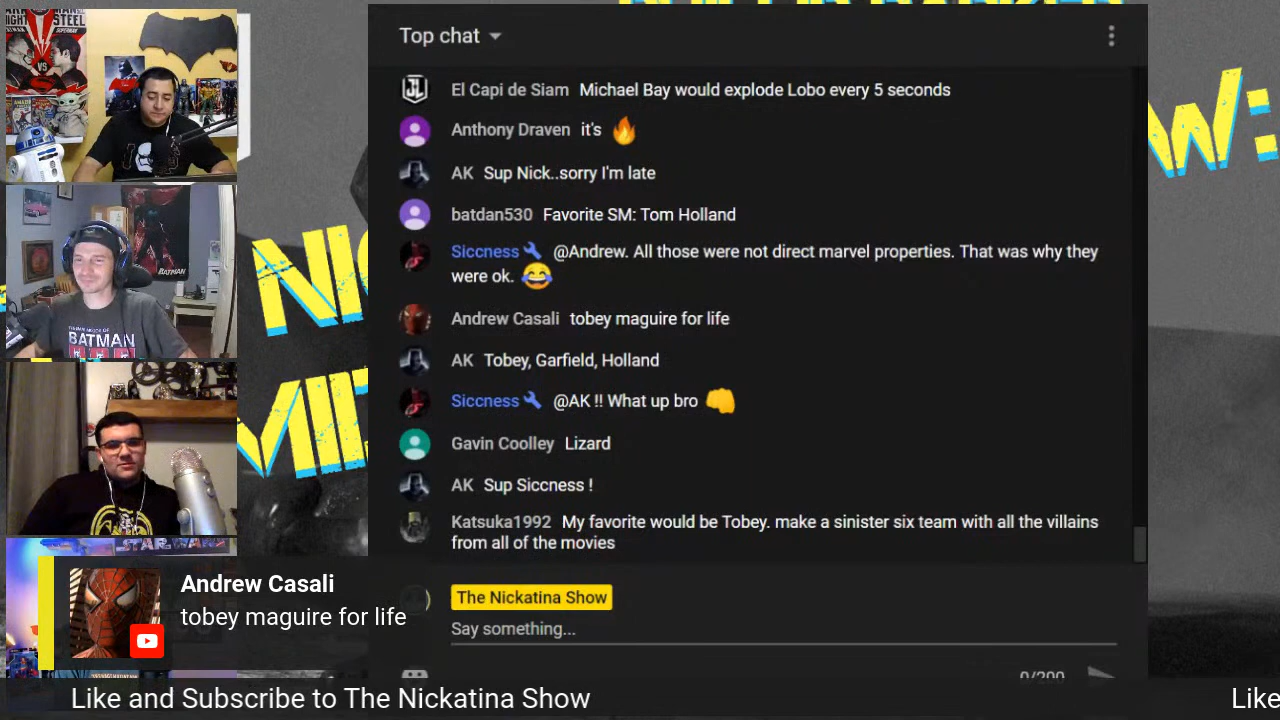 Top chat
El Capi de Siam Michael Bay would explode Lobo every 5 seconds
Anthony Draven it's 🔥
AK Sup Nick..sorry I'm late
batdan530 Favorite SM: Tom Holland
Siccness @Andrew. All those were not direct marvel properties. That was why they
were ok. 😂
Andrew Casali tobey maguire for life
AK Tobey, Garfield, Holland
Siccness @AK !! What up bro 👊
Gavin Coolley Lizard
AK Sup Siccness !
Katsuka1992 My favorite would be Tobey. make a sinister six team with all the villains
from all of the movies
The Nickatina Show
Say something...
0/200
STEEL
VS
BATMAN
BATMAN
STAR WARS
W:
NI
Andrew Casali
tobey maguire for life
Like and Subscribe to The Nickatina Show
Like